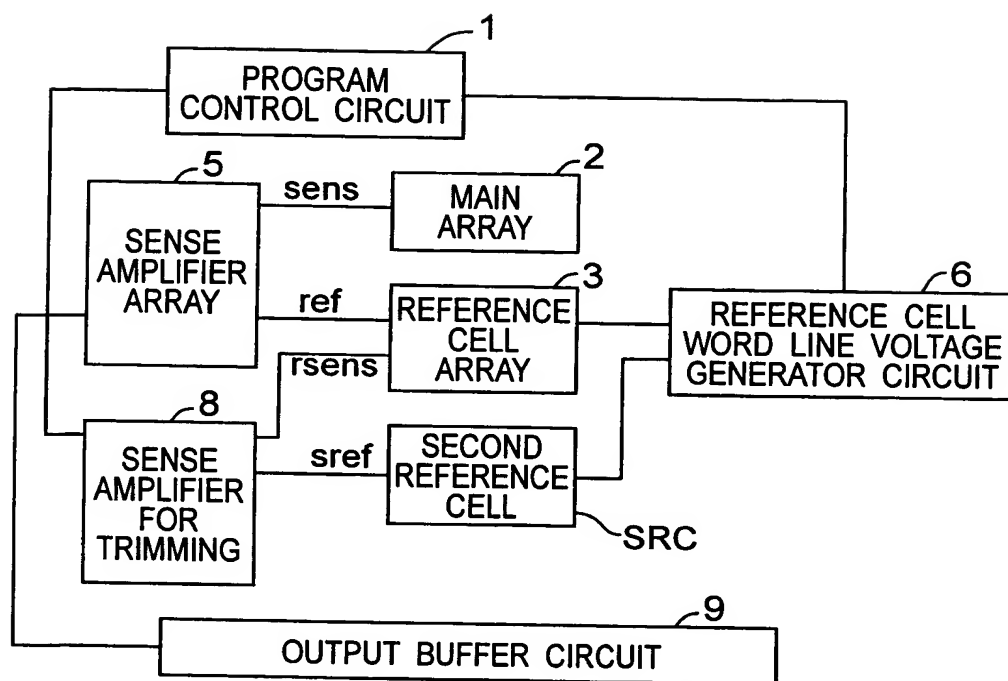 1
PROGRAM
CONTROL CIRCUIT
5
SENSE
AMPLIFIER
ARRAY
sens
2
MAIN
ARRAY
ref
rsens
3
REFERENCE
CELL
ARRAY
6
REFERENCE CELL
WORD LINE VOLTAGE
GENERATOR CIRCUIT
8
SENSE
AMPLIFIER
FOR
TRIMMING
sref
SECOND
REFERENCE
CELL
SRC
9
OUTPUT BUFFER CIRCUIT